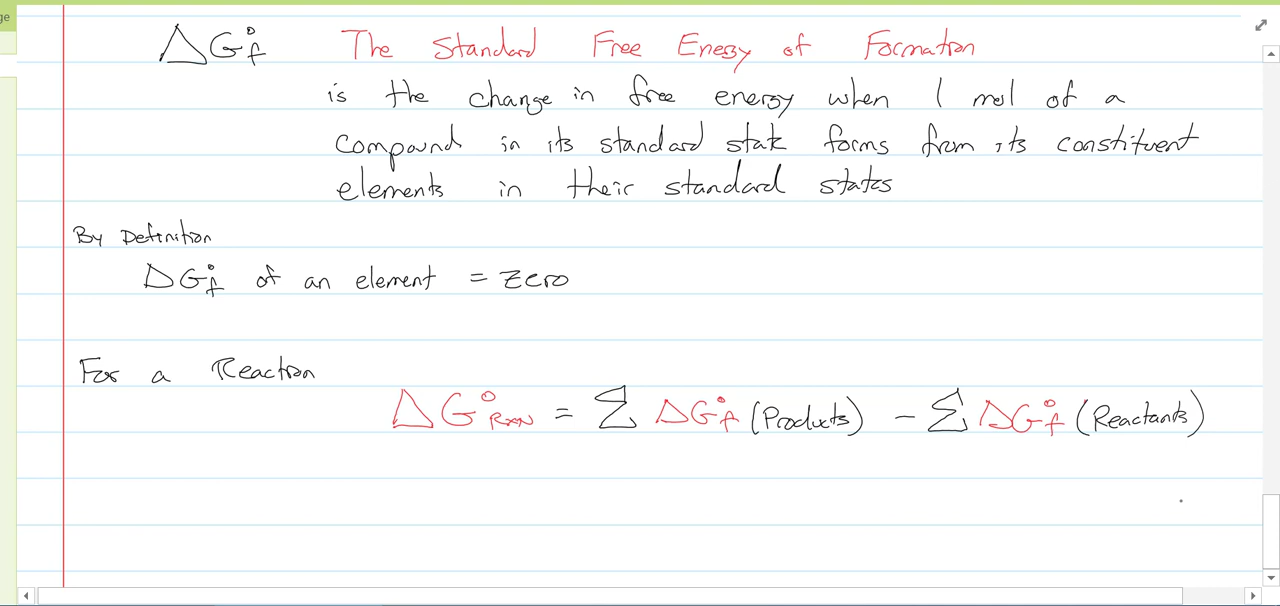 ge
ΔG°f The Standard Free Energy of Formation
is the change in free energy when 1 mol of a
compound in its standard state forms from its constituent
elements in their standard states
By Definition
ΔG°f of an element = zero
For a Reaction
ΔG°RXN = Σ ΔG°f (Products) - Σ ΔG°f (Reactants)